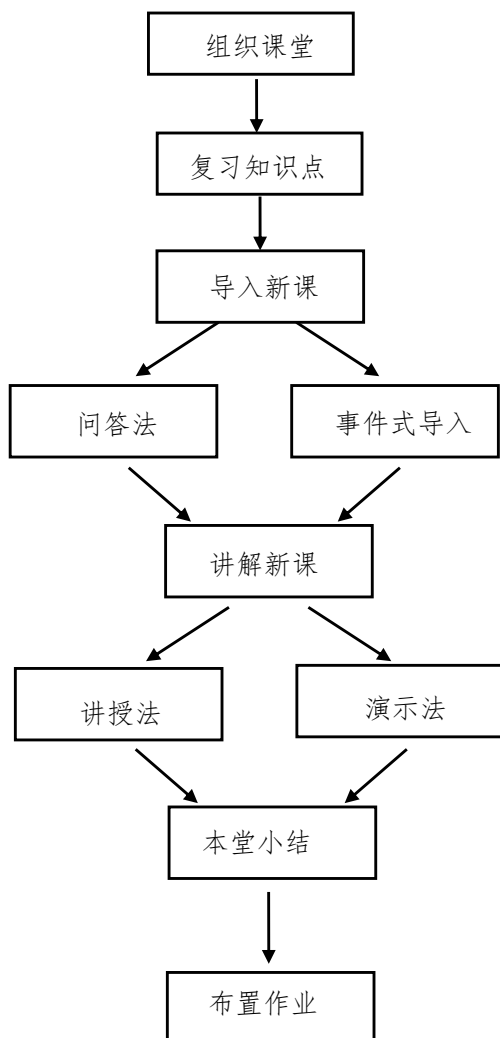 组织课堂
复习知识点
导入新课
问答法
事件式导入
讲解新课
讲授法
演示法
本堂小结
布置作业